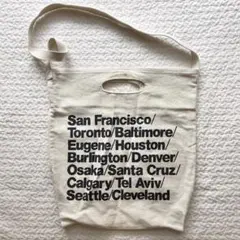 San Francisco/
Toronto/Baltimore/
Eugene/Houston/
Burlington/Denver/
Osaka/Santa Cruz/
Calgary/Tel Aviv/
Seattle/Cleveland